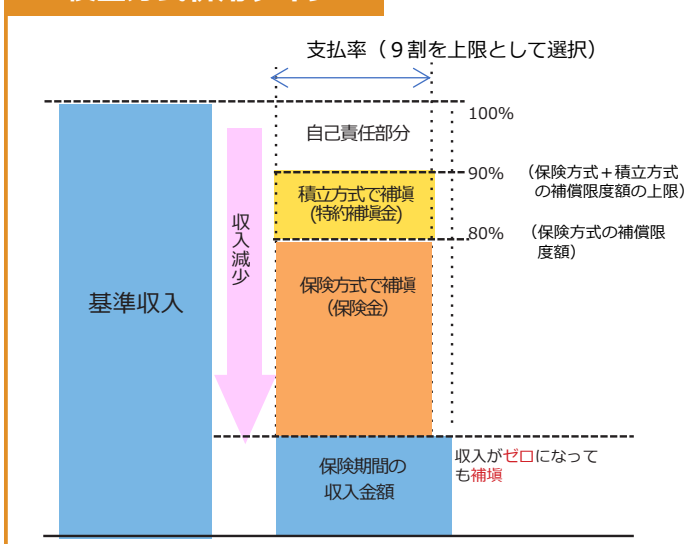 支払率（９割を上限として選択）
100%
自己責任部分
90%
（保険方式＋積立方式
の補償限度額の上限）
積立方式で補塡
(特約補塡金)
80%
（保険方式の補償限
度額）
収入減少
基準収入
保険方式で補塡
（保険金）
収入がゼロになって
も補塡
保険期間の
収入金額